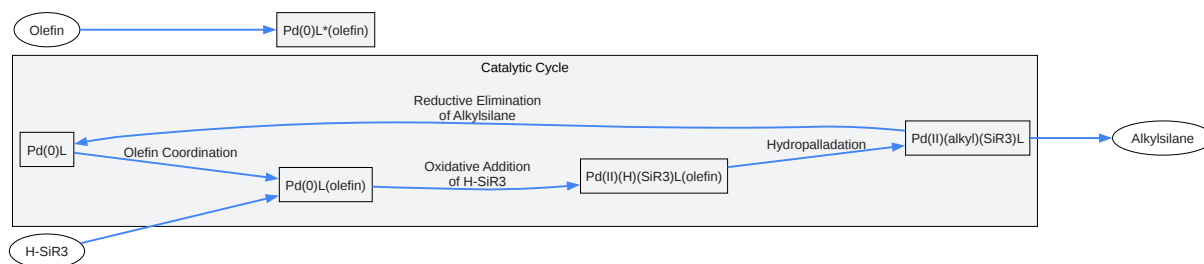 Olefin
Pd(0)L*(olefin)
Catalytic Cycle
Reductive Elimination
of Alkylsilane
Pd(0)L
Olefin Coordination
Pd(0)L(olefin)
Oxidative Addition
of H-SiR3
Pd(II)(H)(SiR3)L(olefin)
Hydropalladation
Pd(II)(alkyl)(SiR3)L
Alkylsilane
H-SiR3